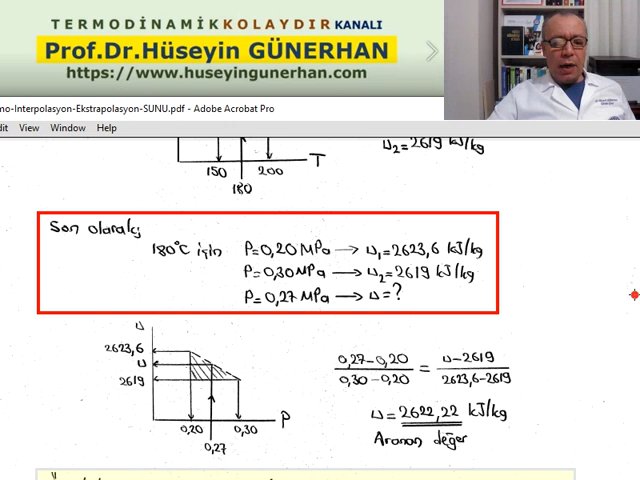 TERMODİNAMİKKOLAYDIR KANALI
Prof.Dr.Hüseyin GÜNERHAN
https://www.huseyingunerhan.com
mo-Interpolasyon-Ekstrapolasyon-SUNU.pdf - Adobe Acrobat Pro
dit View Window Help
u₂=2619 kJ/kg
150 200 T
180
Son olarak;
180°C için P=0,20 MPa → u₁=2623,6 kJ/kg
P=0,30 MPa → u₂=2619 kJ/kg
P=0,27 MPa → u=?
u
2623,6
u
2619
0,20 0,30 P
0,27
0,27-0,20 / 0,30-0,20 = u-2619 / 2623,6-2619
u= 2622,22 kJ/kg
Aranan değer